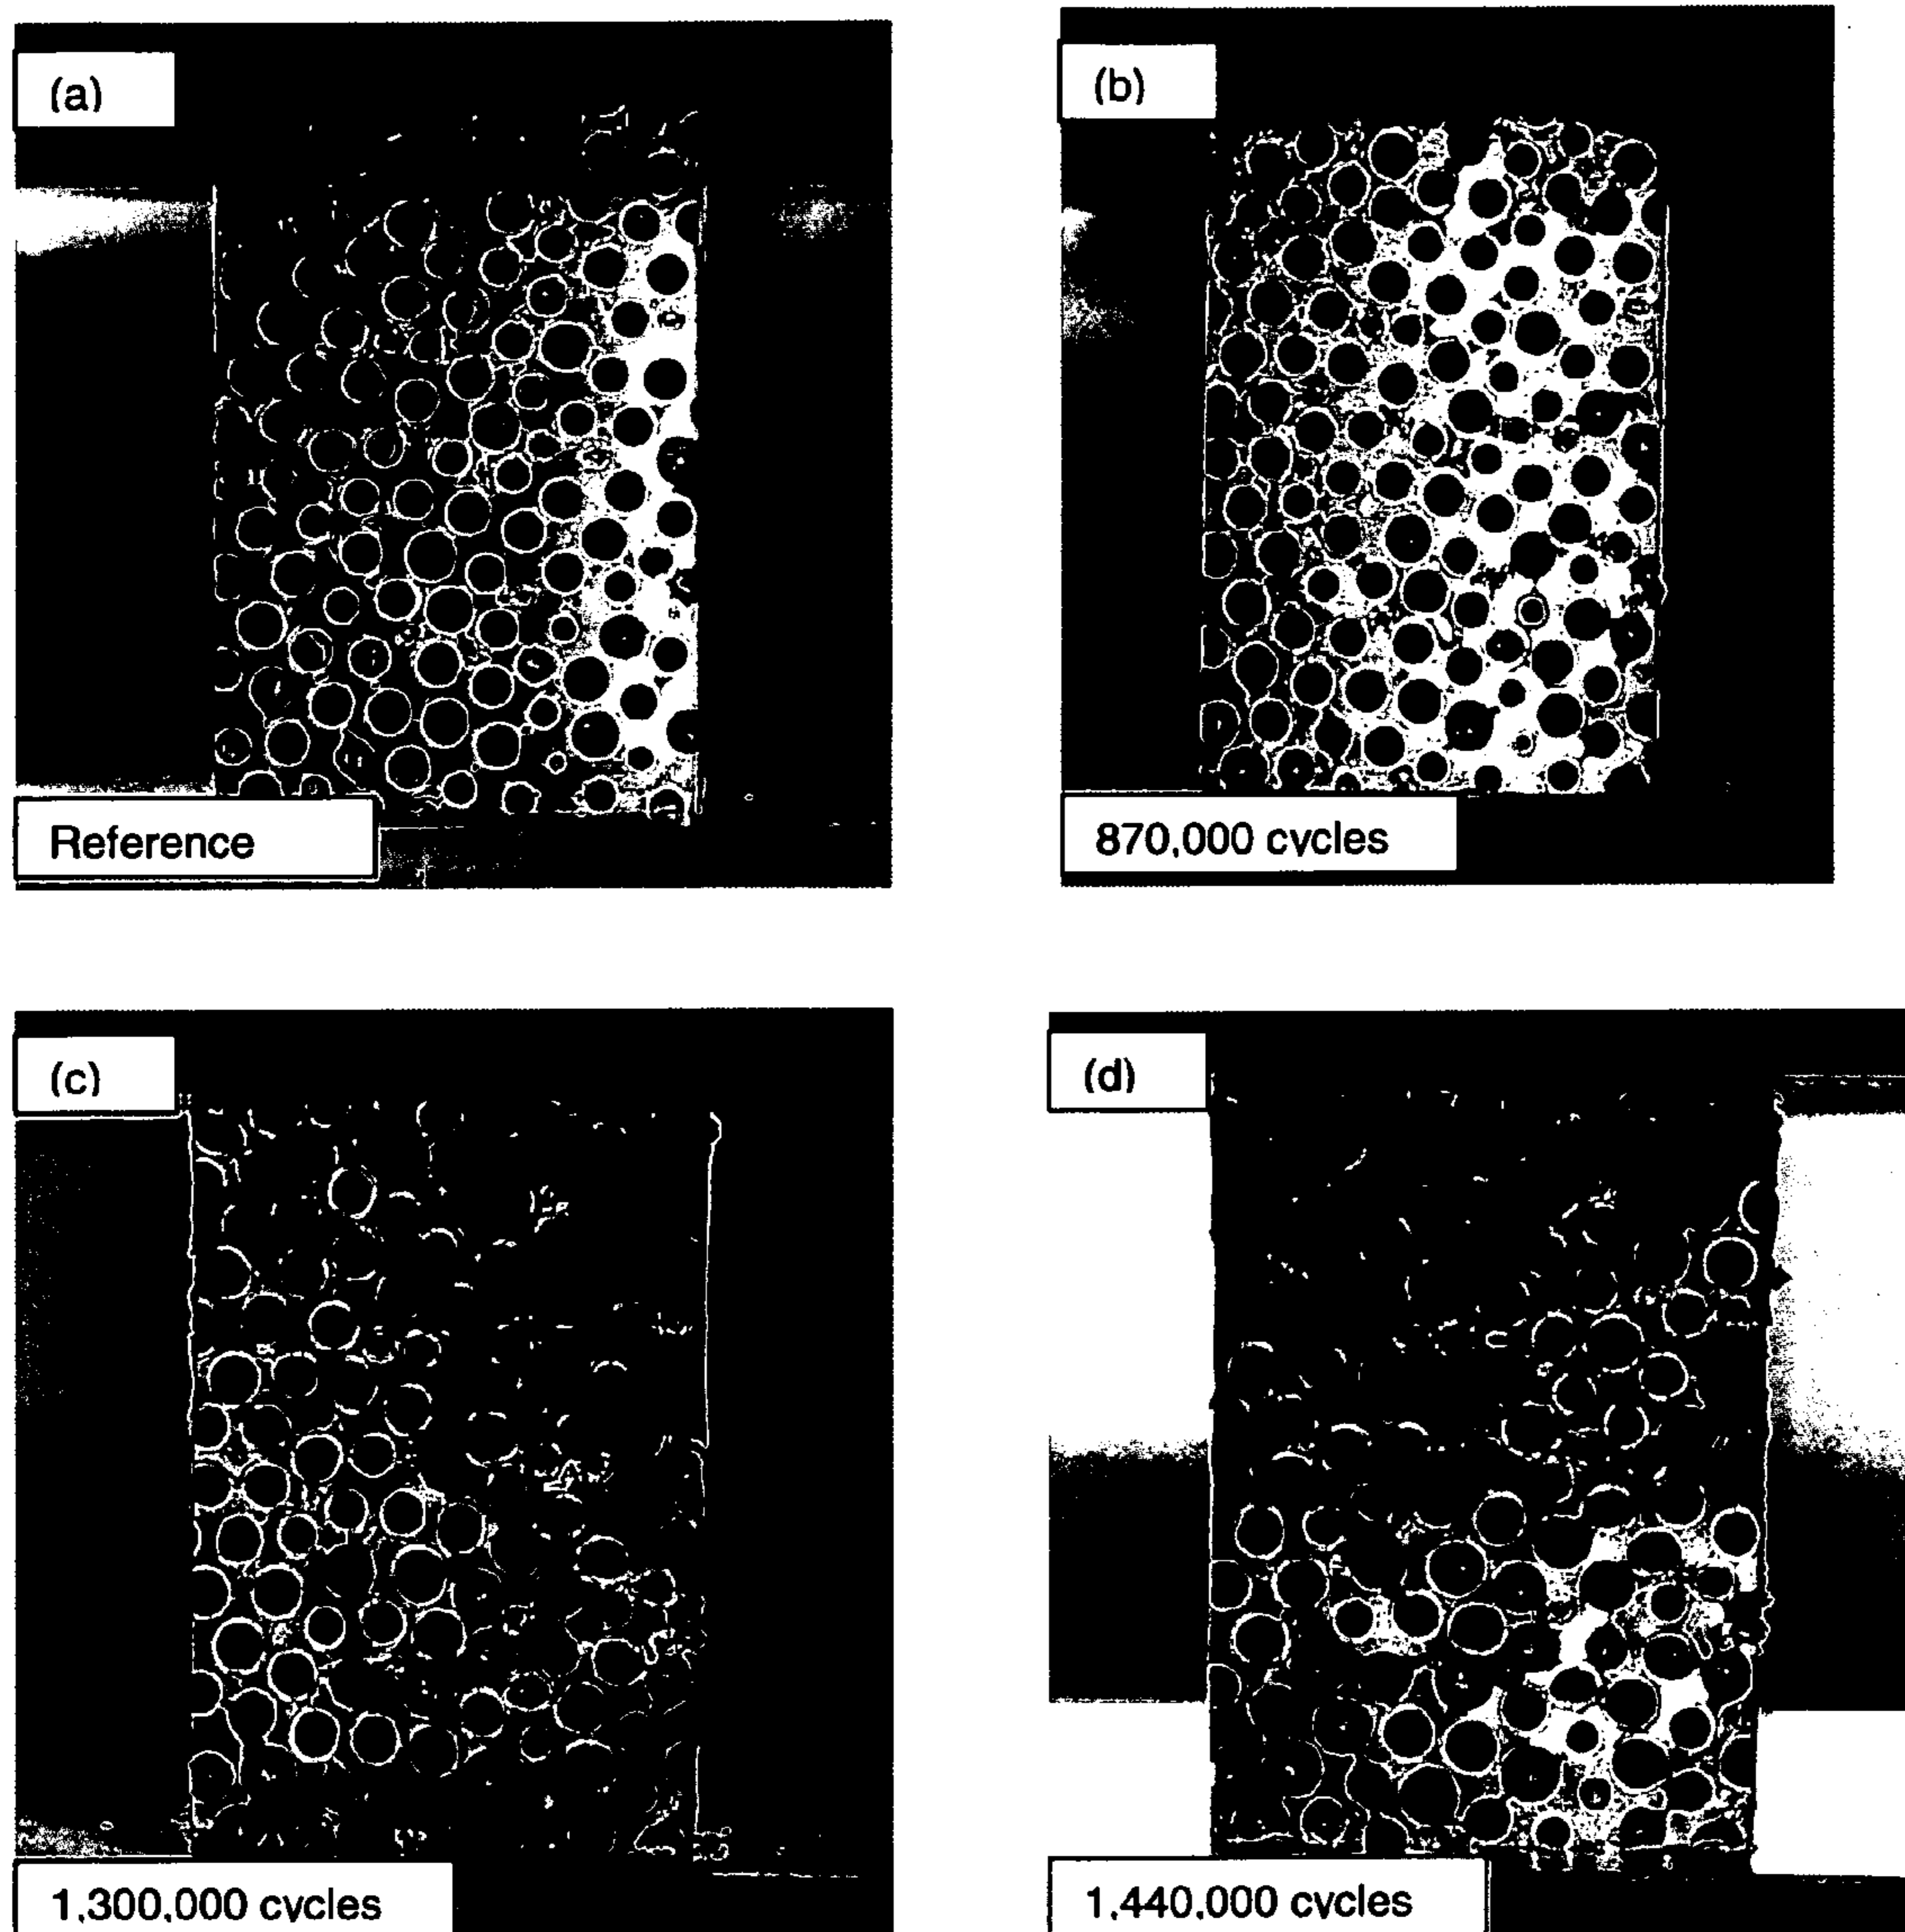 (a)
Reference
(b)
870,000 cycles
(c)
1,300,000 cycles
(d)
1,440,000 cycles